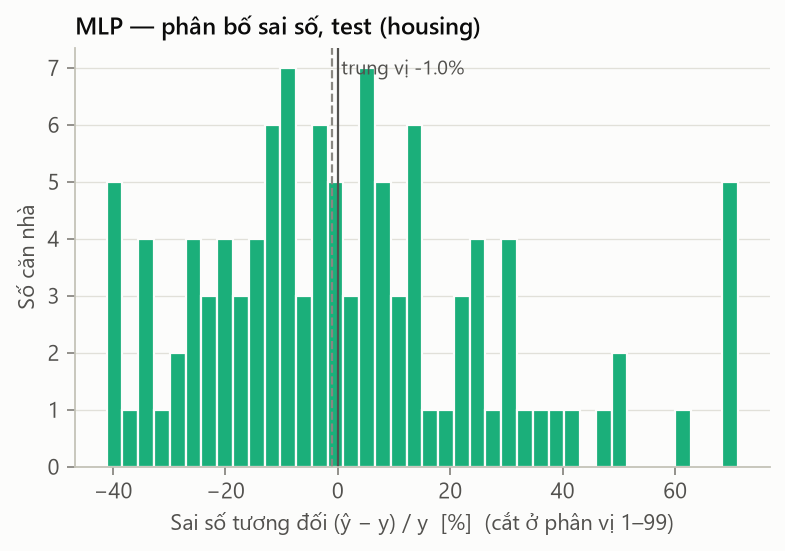 MLP — phân bố sai số, test (housing)
trung vị -1.0%
7
6
5
4
3
2
1
0
Số căn nhà
−40 −20 0 20 40 60
Sai số tương đối (ŷ − y) / y [%] (cắt ở phân vị 1–99)